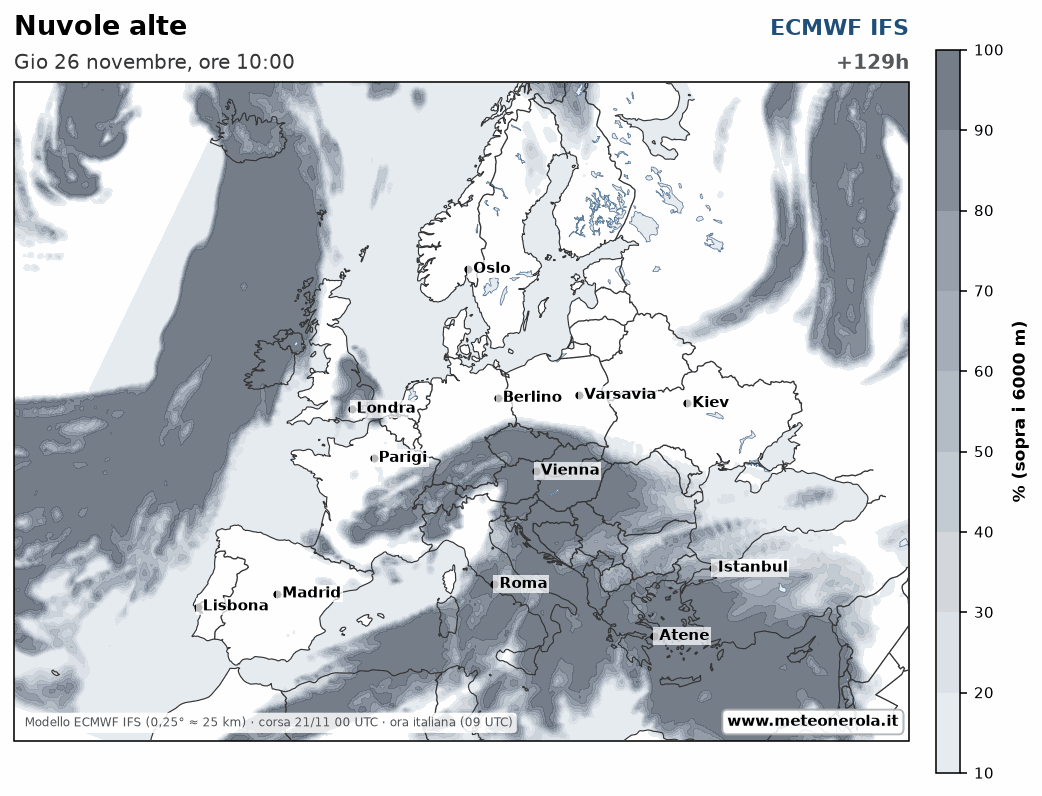 Nuvole alte
ECMWF IFS
Gio 26 novembre, ore 10:00
+129h
100
90
80
70
60
50
40
30
20
10
% (sopra i 6000 m)
Oslo
Londra
Berlino
Varsavia
Kiev
Parigi
Vienna
Istanbul
Roma
Madrid
Lisbona
Atene
Modello ECMWF IFS (0,25° ≈ 25 km) · corsa 21/11 00 UTC · ora italiana (09 UTC)
www.meteonerola.it